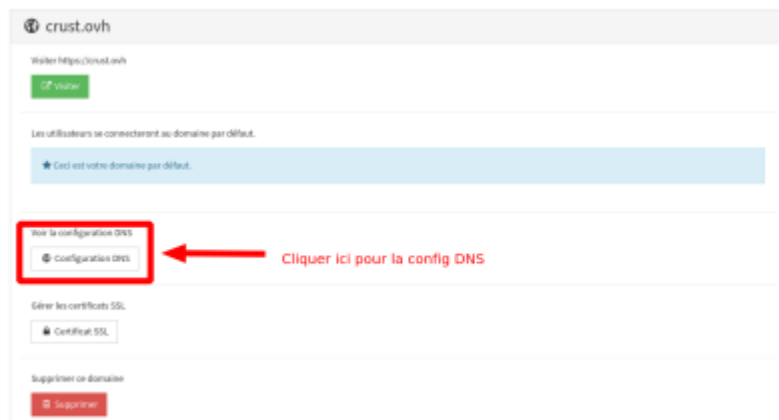 crust.ovh
Visiter https://crust.ovh
Visiter
Les utilisateurs se connecteront au domaine par défaut.
Ceci est votre domaine par défaut.
Voir la configuration DNS
Configuration DNS
Cliquer ici pour la config DNS
Gérer les certificats SSL
Certificat SSL
Supprimer ce domaine
Supprimer